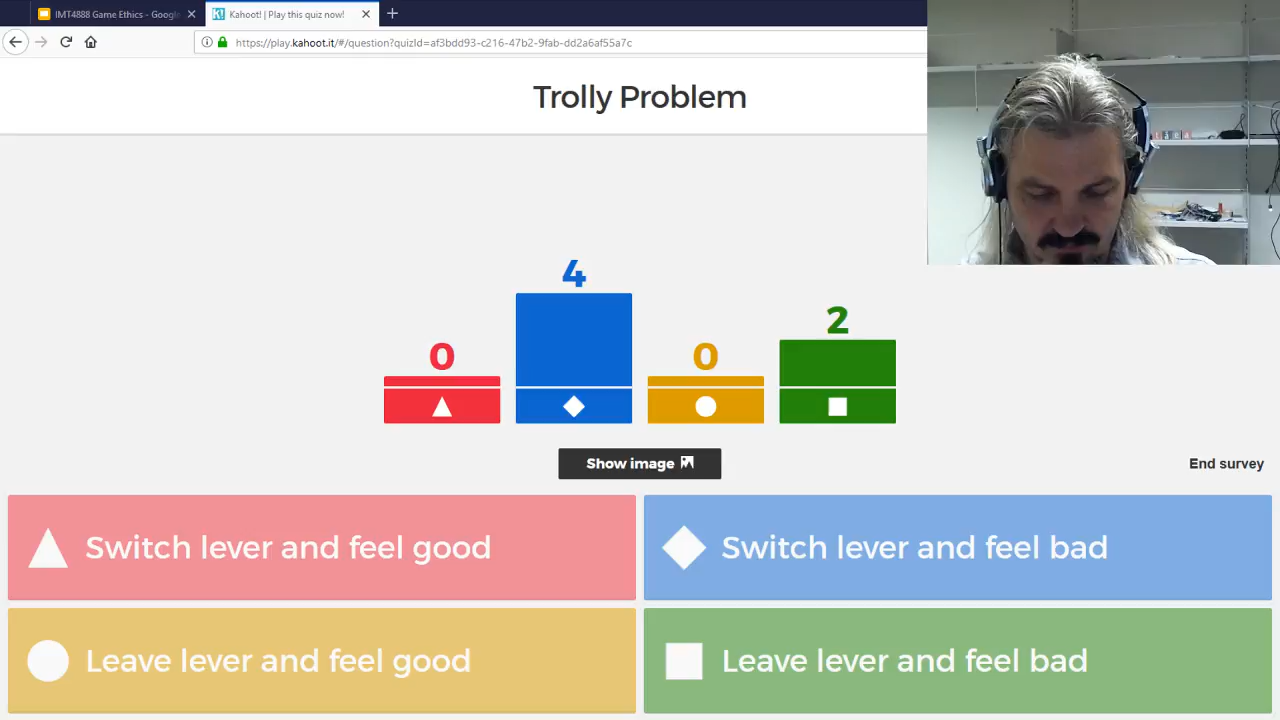 IMT4888 Game Ethics - Google
Kahoot! | Play this quiz now!
https://play.kahoot.it/#/question?quizId=af3bdd93-c216-47b2-9fab-dd2a6af55a7c
Trolly Problem
0
4
0
2
Show image
End survey
Switch lever and feel good
Switch lever and feel bad
Leave lever and feel good
Leave lever and feel bad